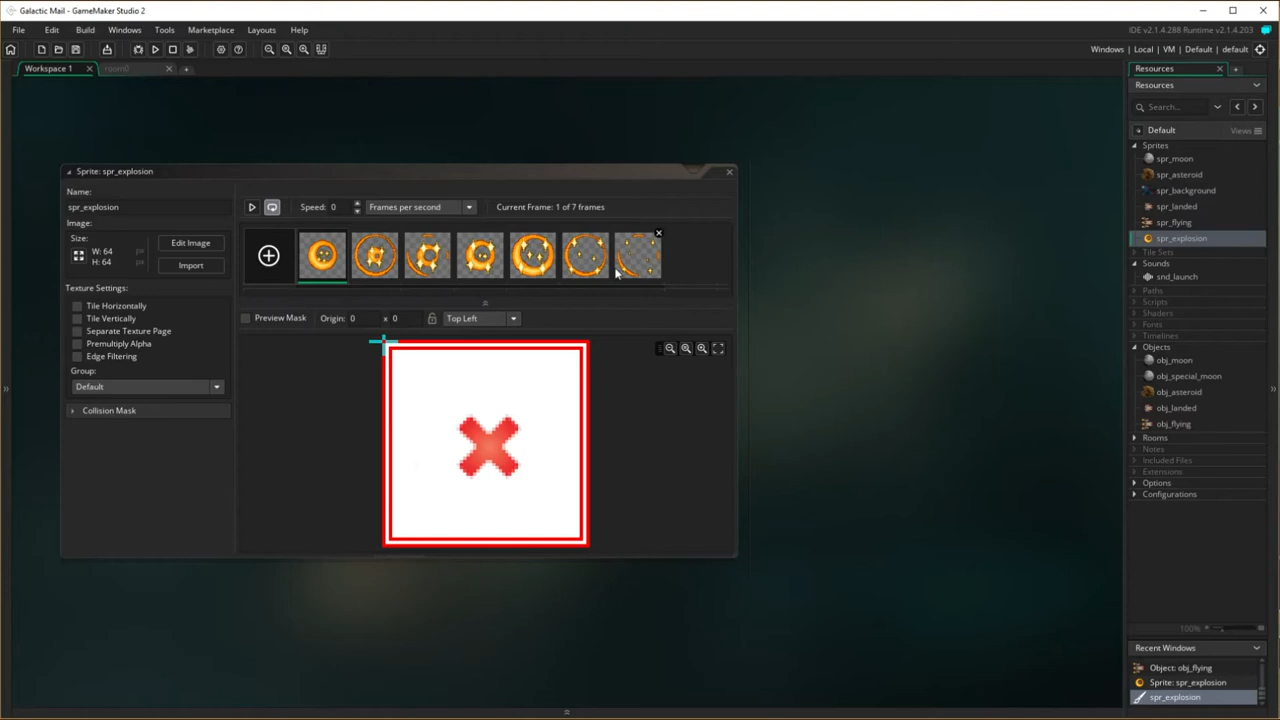 Galactic Mail - GameMaker Studio 2
File Edit Build Windows Tools Marketplace Layouts Help
IDE v2.1.4.288 Runtime v2.1.4.203
Windows | Local | VM | Default | default
Workspace 1
room0
Resources
Resources
Search...
Default
Views
Sprites
spr_moon
spr_asteroid
spr_background
spr_landed
spr_flying
spr_explosion
Tile Sets
Sounds
snd_launch
Paths
Scripts
Shaders
Fonts
Timelines
Objects
obj_moon
obj_special_moon
obj_asteroid
obj_landed
obj_flying
Rooms
Notes
Included Files
Extensions
Options
Configurations
100%
Recent Windows
Object: obj_flying
Sprite: spr_explosion
spr_explosion
Sprite: spr_explosion
Name:
spr_explosion
Image:
Size:
W: 64 px
H: 64 px
Edit Image
Import
Texture Settings:
Tile Horizontally
Tile Vertically
Separate Texture Page
Premultiply Alpha
Edge Filtering
Group:
Default
Collision Mask
Speed: 0 Frames per second Current Frame: 1 of 7 frames
Preview Mask Origin: 0 x 0 Top Left